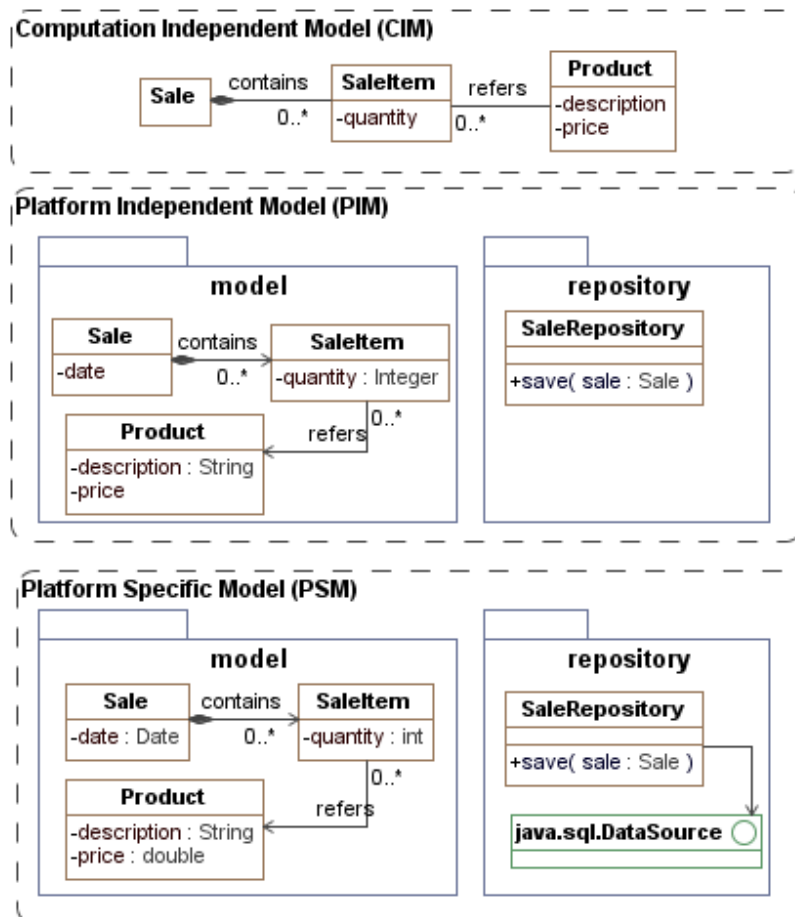 Computation Independent Model (CIM)
Sale
contains
0..*
SaleItem
-quantity
refers
0..*
Product
-description
-price
Platform Independent Model (PIM)
model
Sale
-date
contains
0..*
SaleItem
-quantity : Integer
0..*
refers
Product
-description : String
-price
repository
SaleRepository
+save( sale : Sale )
Platform Specific Model (PSM)
model
Sale
-date : Date
contains
0..*
SaleItem
-quantity : int
0..*
refers
Product
-description : String
-price : double
repository
SaleRepository
+save( sale : Sale )
java.sql.DataSource